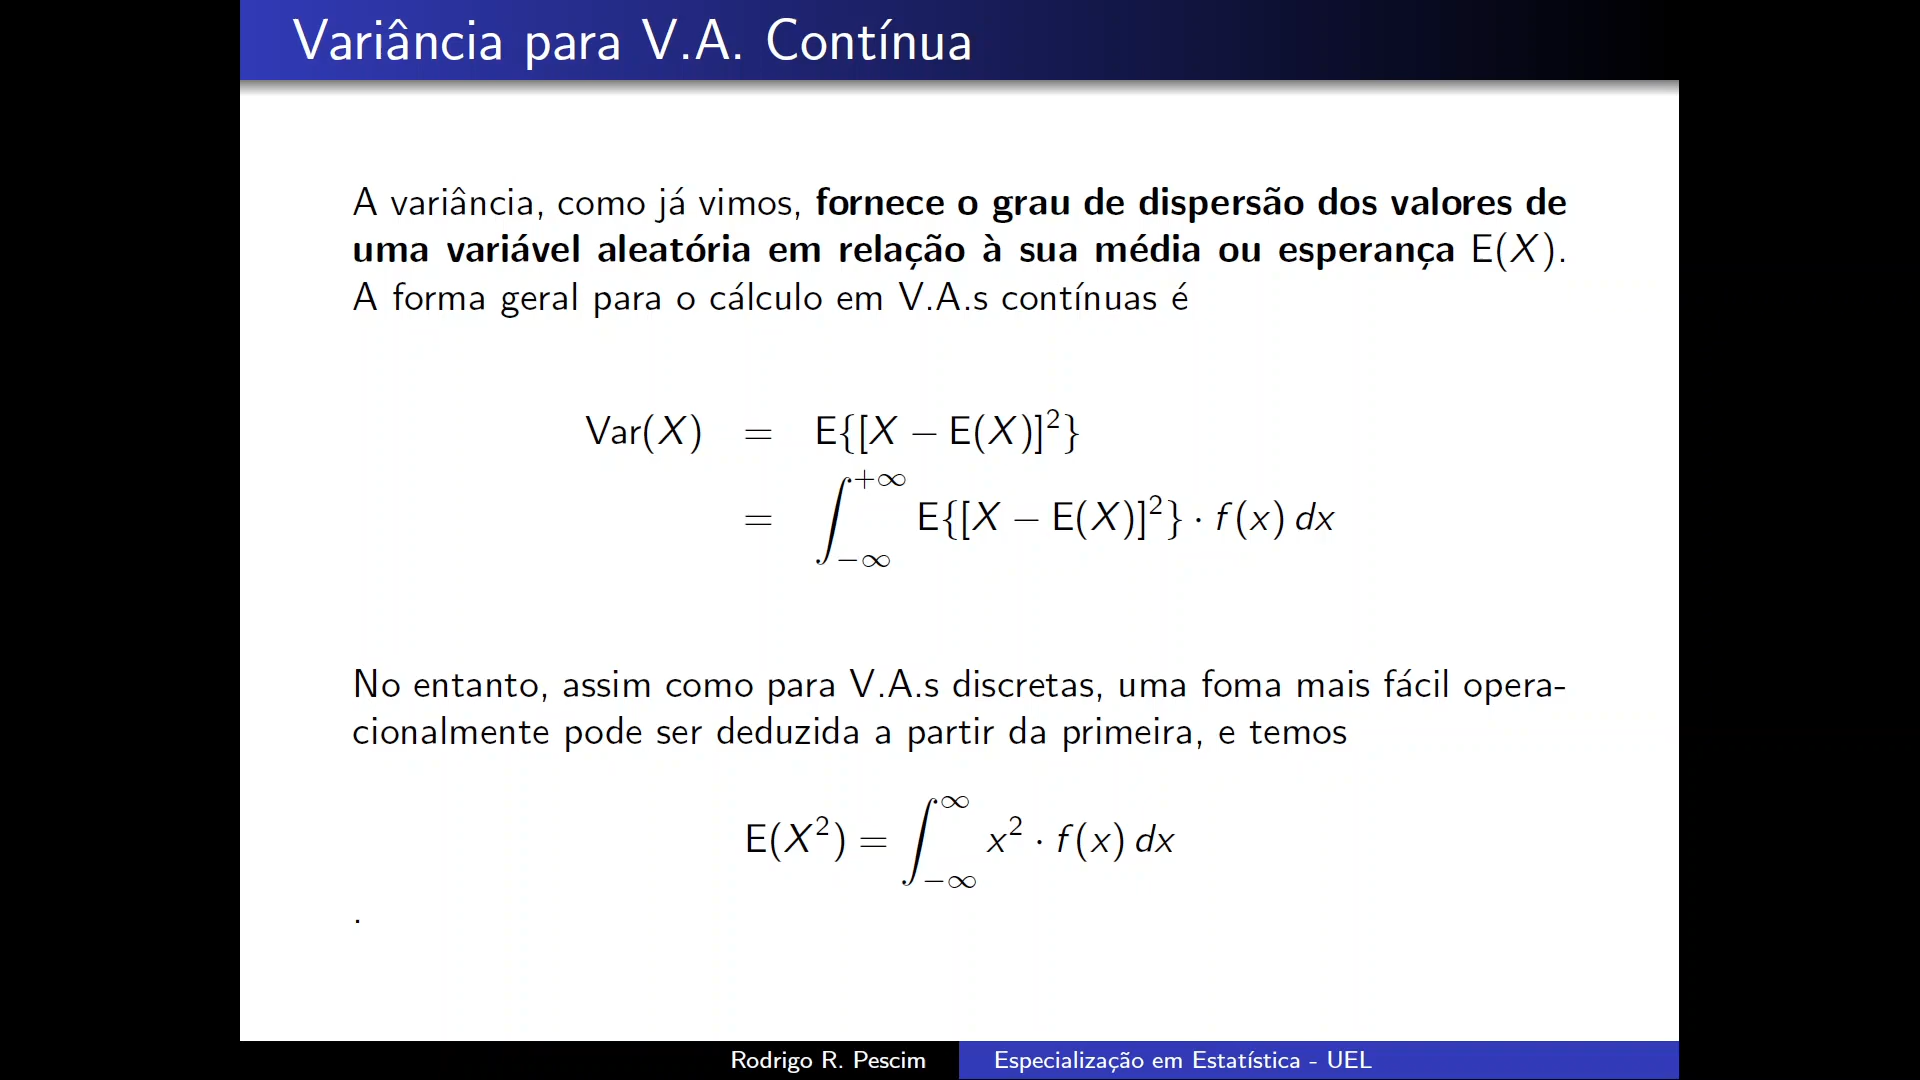 Variância para V.A. Contínua
A variância, como já vimos, fornece o grau de dispersão dos valores de
uma variável aleatória em relação à sua média ou esperança E(X).
A forma geral para o cálculo em V.A.s contínuas é
Var(X) = E{[X − E(X)]²}
= ∫_{−∞}^{+∞} E{[X − E(X)]²} · f(x) dx
No entanto, assim como para V.A.s discretas, uma foma mais fácil opera-
cionalmente pode ser deduzida a partir da primeira, e temos
E(X²) = ∫_{−∞}^{∞} x² · f(x) dx
.
Rodrigo R. Pescim Especialização em Estatística - UEL